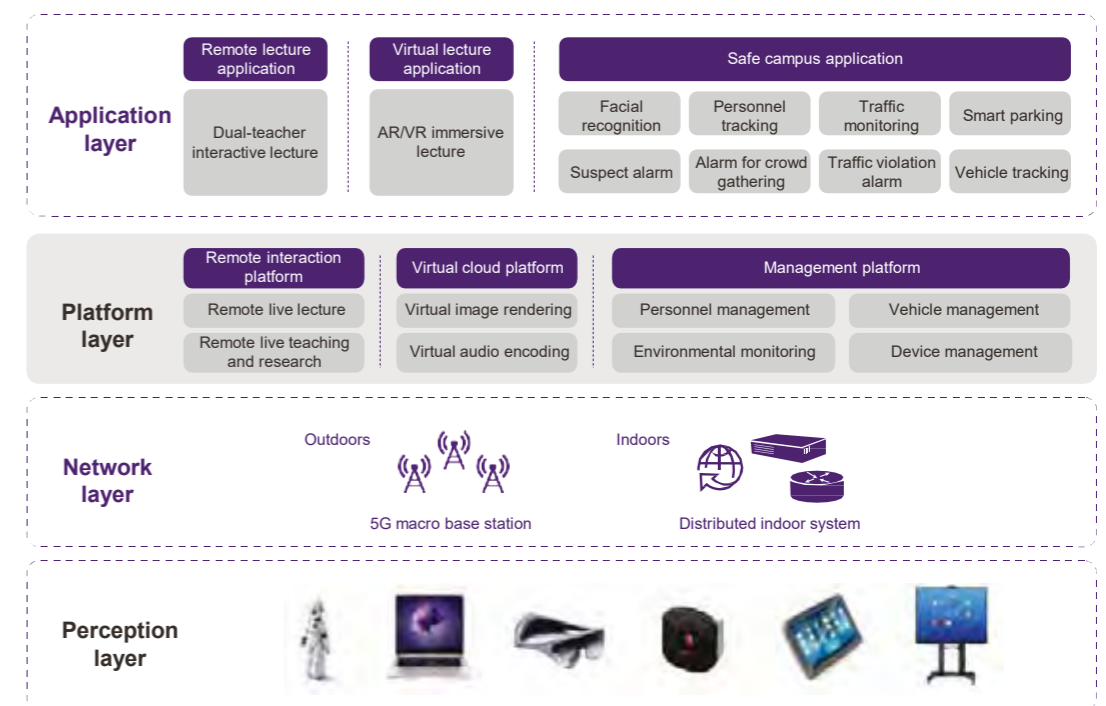 Remote lecture
application
Virtual lecture
application
Safe campus application
Application
layer
Dual-teacher
interactive lecture
AR/VR immersive
lecture
Facial
recognition
Personnel
tracking
Traffic
monitoring
Smart parking
Suspect alarm
Alarm for crowd
gathering
Traffic violation
alarm
Vehicle tracking
Platform
layer
Remote interaction
platform
Virtual cloud platform
Management platform
Remote live lecture
Virtual image rendering
Personnel management
Vehicle management
Remote live teaching
and research
Virtual audio encoding
Environmental monitoring
Device management
Network
layer
Outdoors
Indoors
5G macro base station
Distributed indoor system
Perception
layer